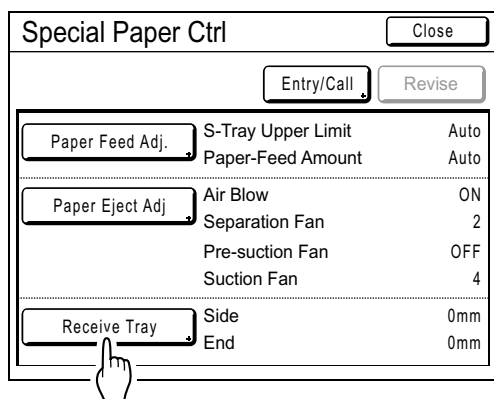 Special Paper Ctrl Close
Entry/Call Revise
Paper Feed Adj. S-Tray Upper Limit Auto
Paper-Feed Amount Auto
Paper Eject Adj Air Blow ON
Separation Fan 2
Pre-suction Fan OFF
Suction Fan 4
Receive Tray Side 0mm
End 0mm